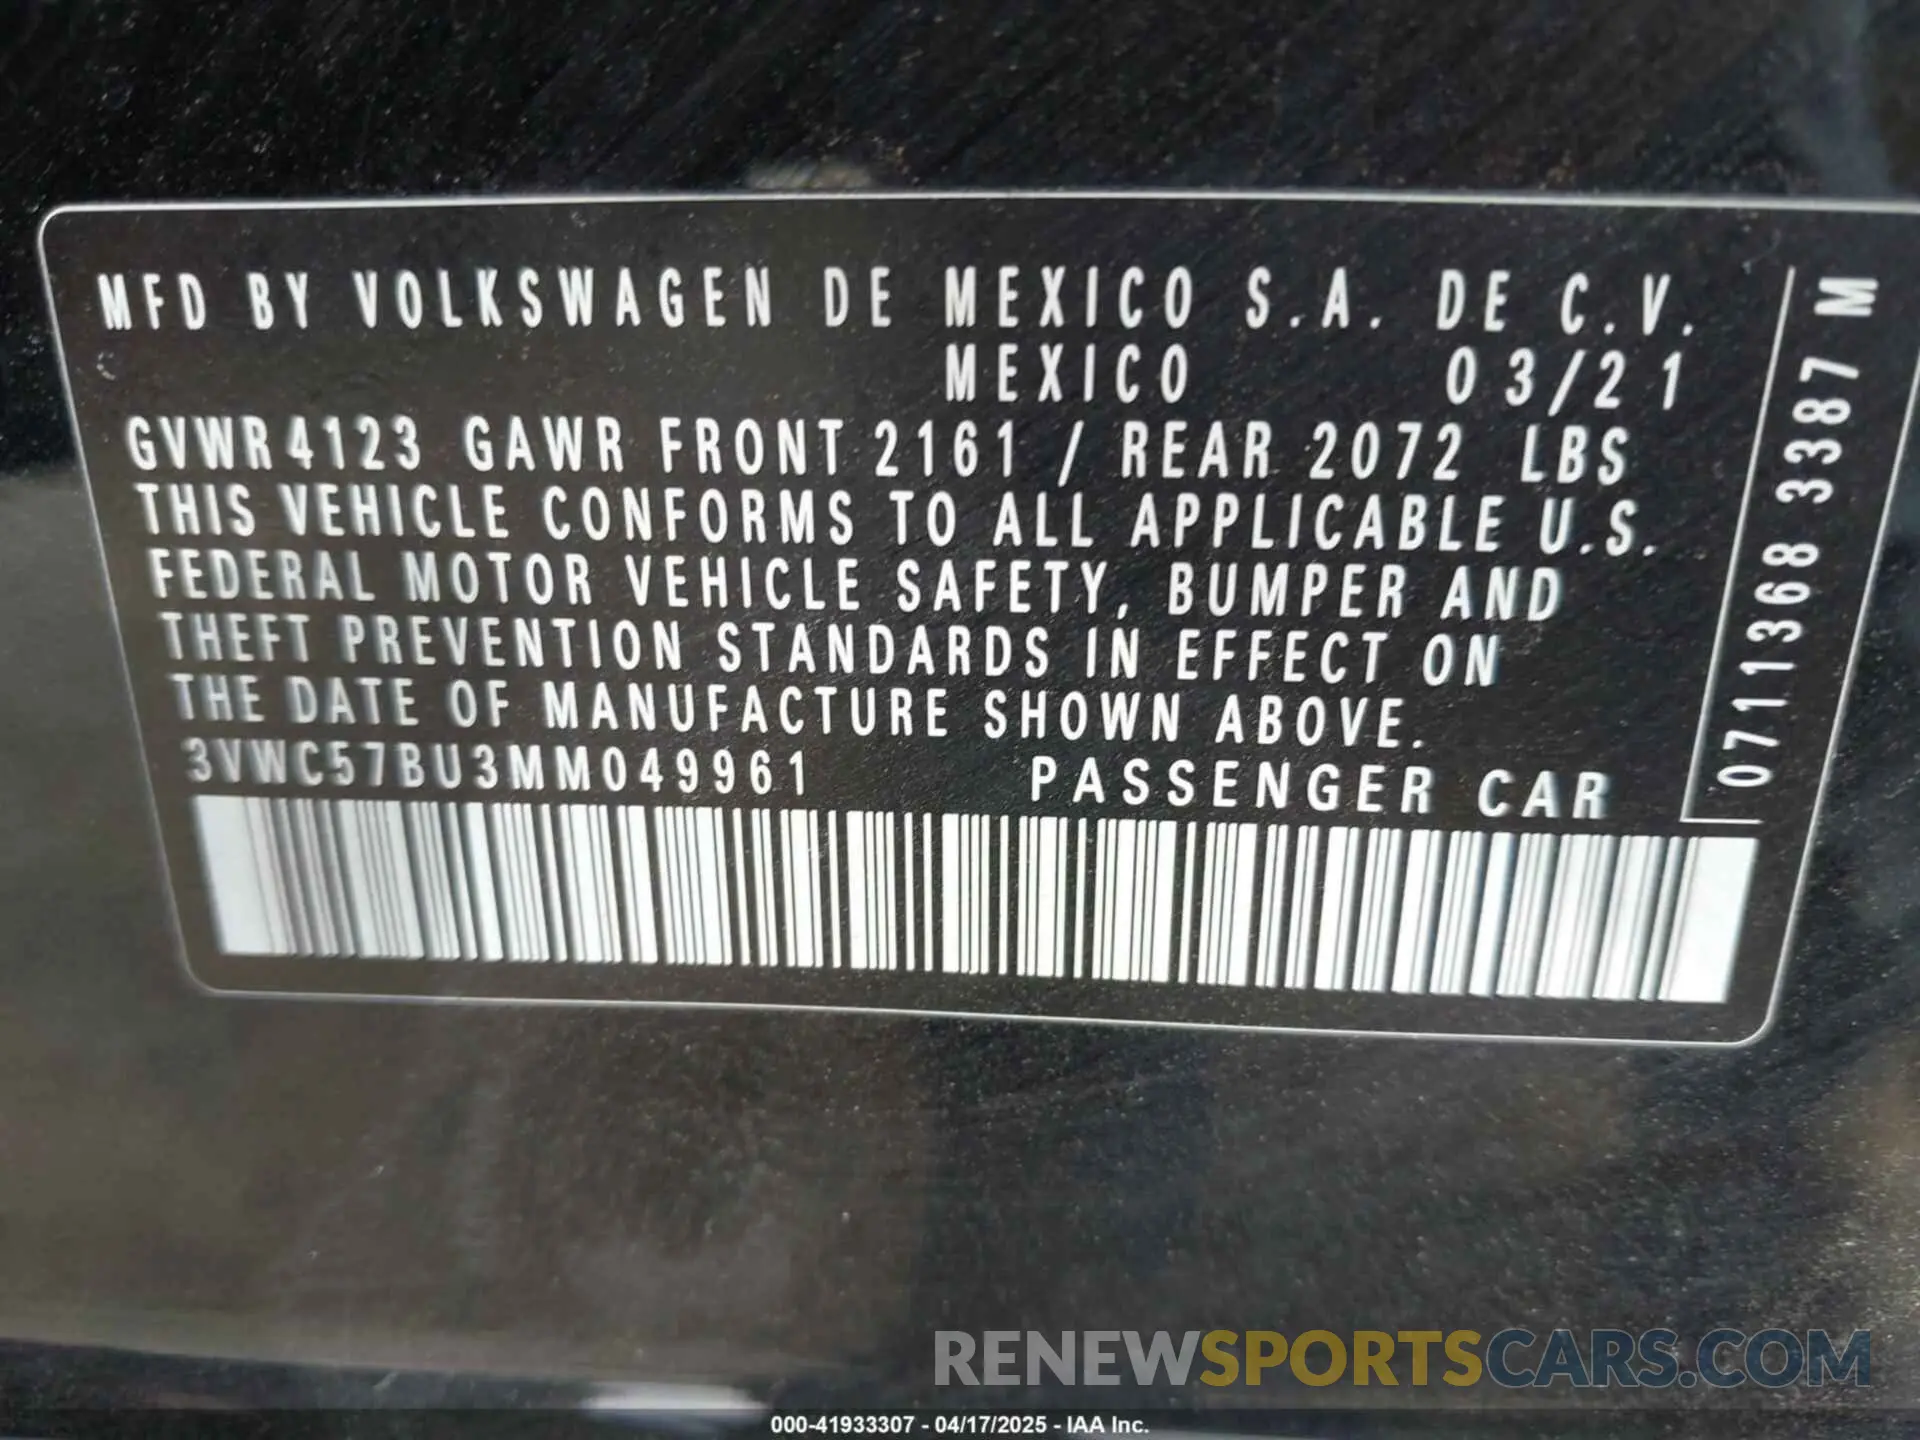 MFD BY VOLKSWAGEN DE MEXICO S.A. DE C.V.
MEXICO 03/21
GVWR 4123 GAWR FRONT 2161 / REAR 2072 LBS
THIS VEHICLE CONFORMS TO ALL APPLICABLE U.S.
FEDERAL MOTOR VEHICLE SAFETY, BUMPER AND
THEFT PREVENTION STANDARDS IN EFFECT ON
THE DATE OF MANUFACTURE SHOWN ABOVE.
3VWC57BU3MM049961 PASSENGER CAR
0711368 3387 M
RENEWSPORTSCARS.COM
000-41933307 - 04/17/2025 - IAA Inc.